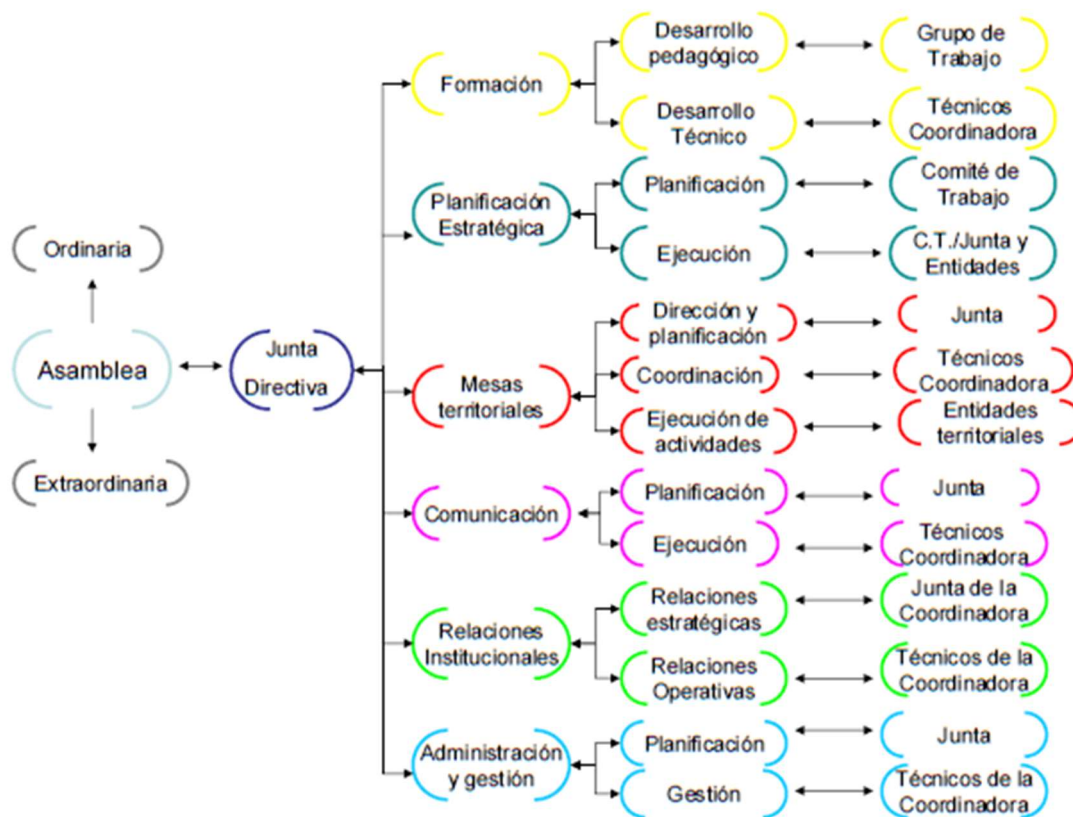 Ordinaria
Asamblea
Extraordinaria
Junta
Directiva
Formación
Desarrollo
pedagógico
Grupo de
Trabajo
Desarrollo
Técnico
Técnicos
Coordinadora
Planificación
Estratégica
Planificación
Comité de
Trabajo
Ejecución
C.T./Junta y
Entidades
Mesas
territoriales
Dirección y
planificación
Junta
Coordinación
Técnicos
Coordinadora
Ejecución de
actividades
Entidades
territoriales
Comunicación
Planificación
Junta
Ejecución
Técnicos
Coordinadora
Relaciones
Institucionales
Relaciones
estratégicas
Junta de la
Coordinadora
Relaciones
Operativas
Técnicos de la
Coordinadora
Administración
y gestión
Planificación
Junta
Gestión
Técnicos de la
Coordinadora